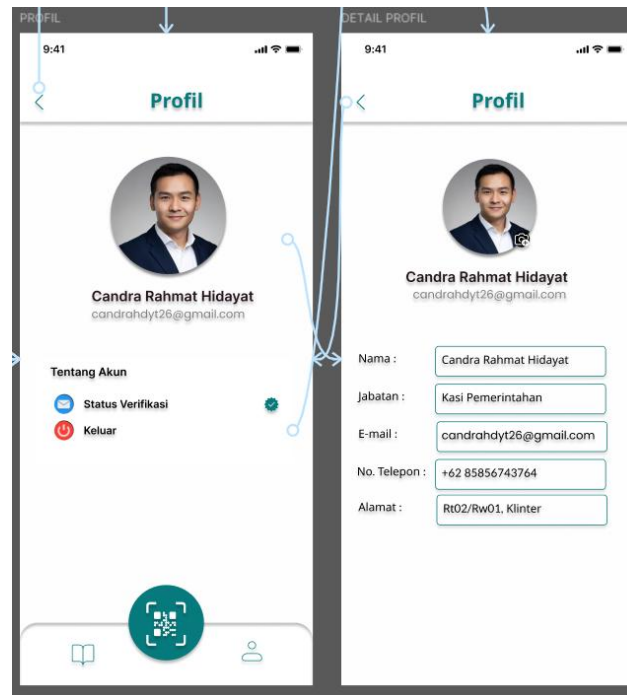 PROFIL
9:41
Profil
Candra Rahmat Hidayat
candrahdyt26@gmail.com
Tentang Akun
Status Verifikasi
Keluar
DETAIL PROFIL
9:41
Profil
Candra Rahmat Hidayat
candrahdyt26@gmail.com
Nama : Candra Rahmat Hidayat
Jabatan : Kasi Pemerintahan
E-mail : candrahdyt26@gmail.com
No. Telepon : +62 85856743764
Alamat : Rt02/Rw01, Klinter